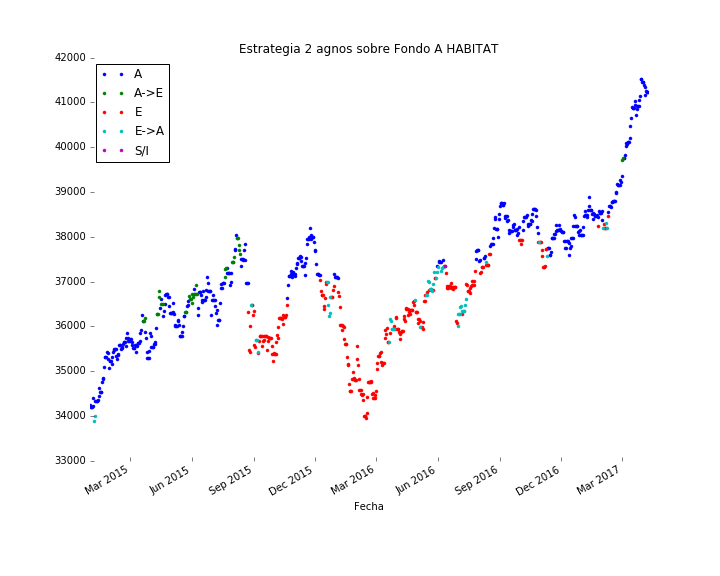 Estrategia 2 agnos sobre Fondo A HABITAT
42000
41000
40000
39000
38000
37000
36000
35000
34000
33000
A
A->E
E
E->A
S/I
Mar 2015
Jun 2015
Sep 2015
Dec 2015
Mar 2016
Jun 2016
Sep 2016
Dec 2016
Mar 2017
Fecha